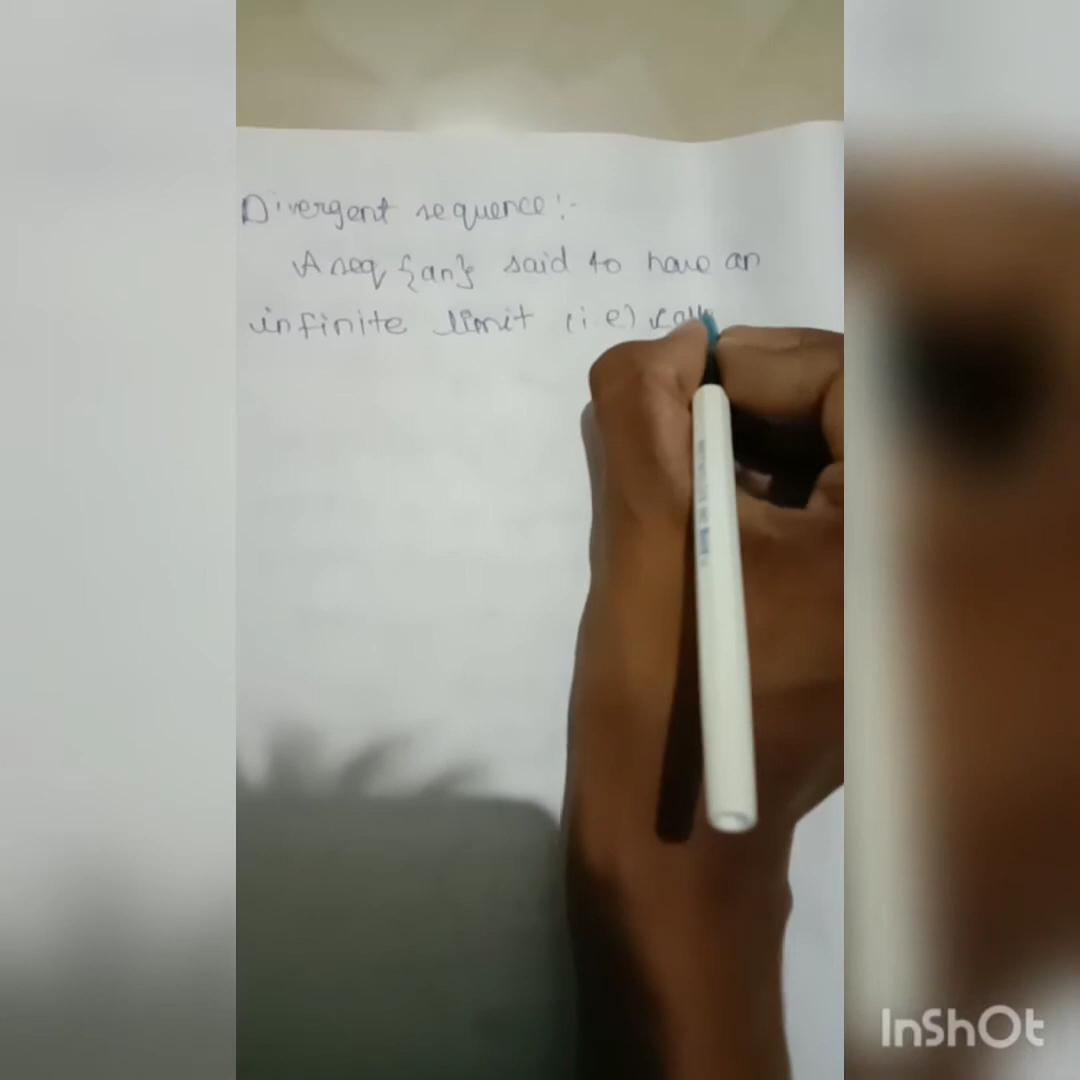 Divergent sequence :-
A seq {an} said to have an
infinite limit (i e)
InShOt